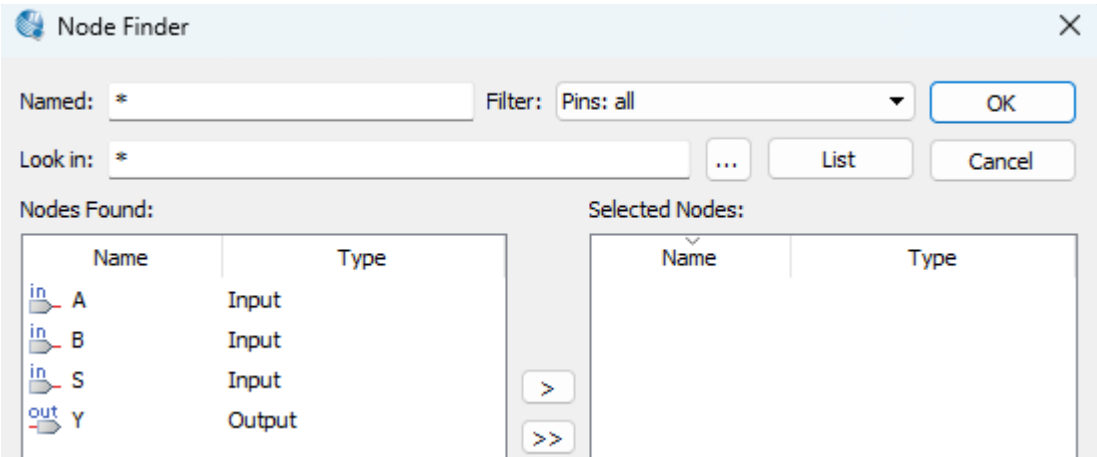 Node Finder
Named: * Filter: Pins: all OK
Look in: * ... List Cancel
Nodes Found: Selected Nodes:
Name Type Name Type
in A Input
in B Input
in S Input
>
out Y Output
>>